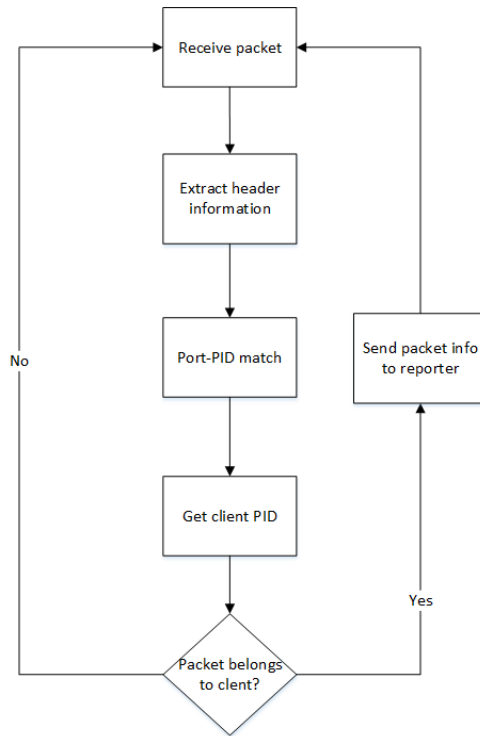 Receive packet
Extract header
information
Port-PID match
Send packet info
to reporter
No
Get client PID
Yes
Packet belongs
to clent?